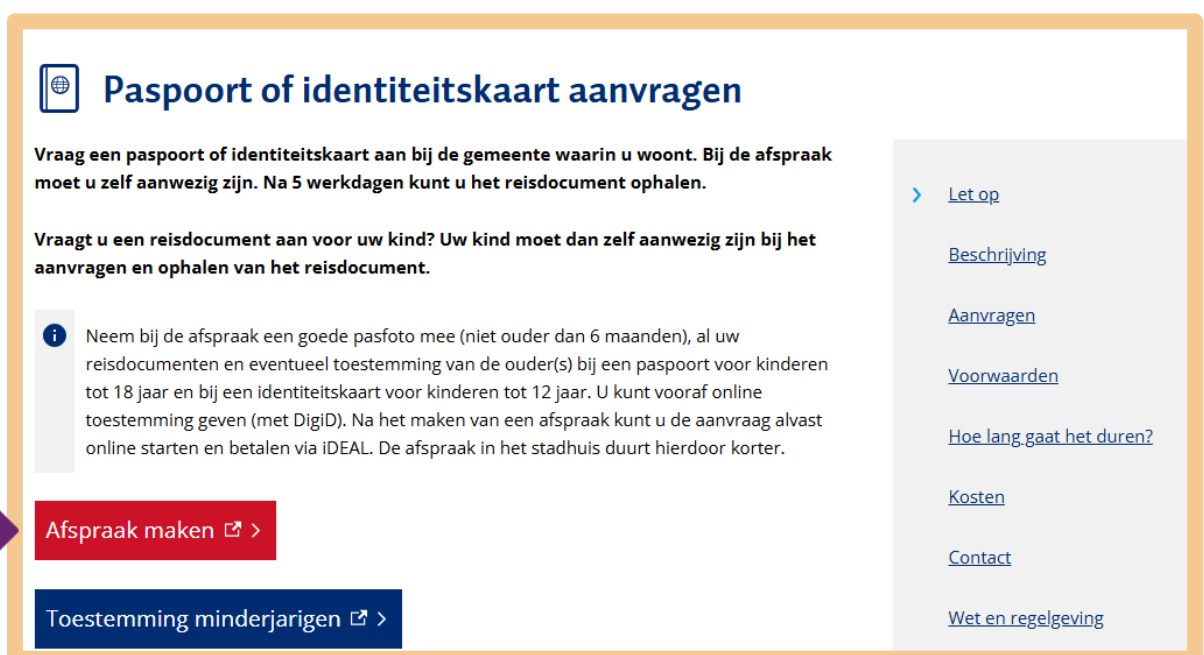 Paspoort of identiteitskaart aanvragen
Vraag een paspoort of identiteitskaart aan bij de gemeente waarin u woont. Bij de afspraak
moet u zelf aanwezig zijn. Na 5 werkdagen kunt u het reisdocument ophalen.
Vraagt u een reisdocument aan voor uw kind? Uw kind moet dan zelf aanwezig zijn bij het
aanvragen en ophalen van het reisdocument.
Neem bij de afspraak een goede pasfoto mee (niet ouder dan 6 maanden), al uw
reisdocumenten en eventueel toestemming van de ouder(s) bij een paspoort voor kinderen
tot 18 jaar en bij een identiteitskaart voor kinderen tot 12 jaar. U kunt vooraf online
toestemming geven (met DigiD). Na het maken van een afspraak kunt u de aanvraag alvast
online starten en betalen via iDEAL. De afspraak in het stadhuis duurt hierdoor korter.
Afspraak maken
Toestemming minderjarigen
Let op
Beschrijving
Aanvragen
Voorwaarden
Hoe lang gaat het duren?
Kosten
Contact
Wet en regelgeving